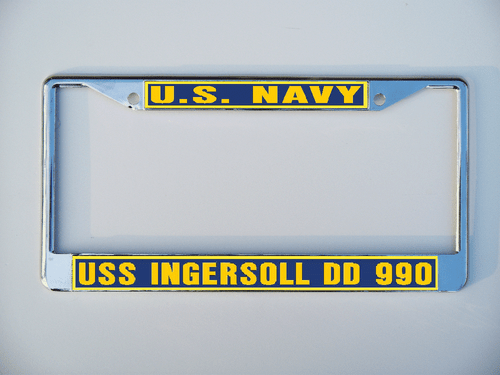 U.S. NAVY
USS INGERSOLL DD 990